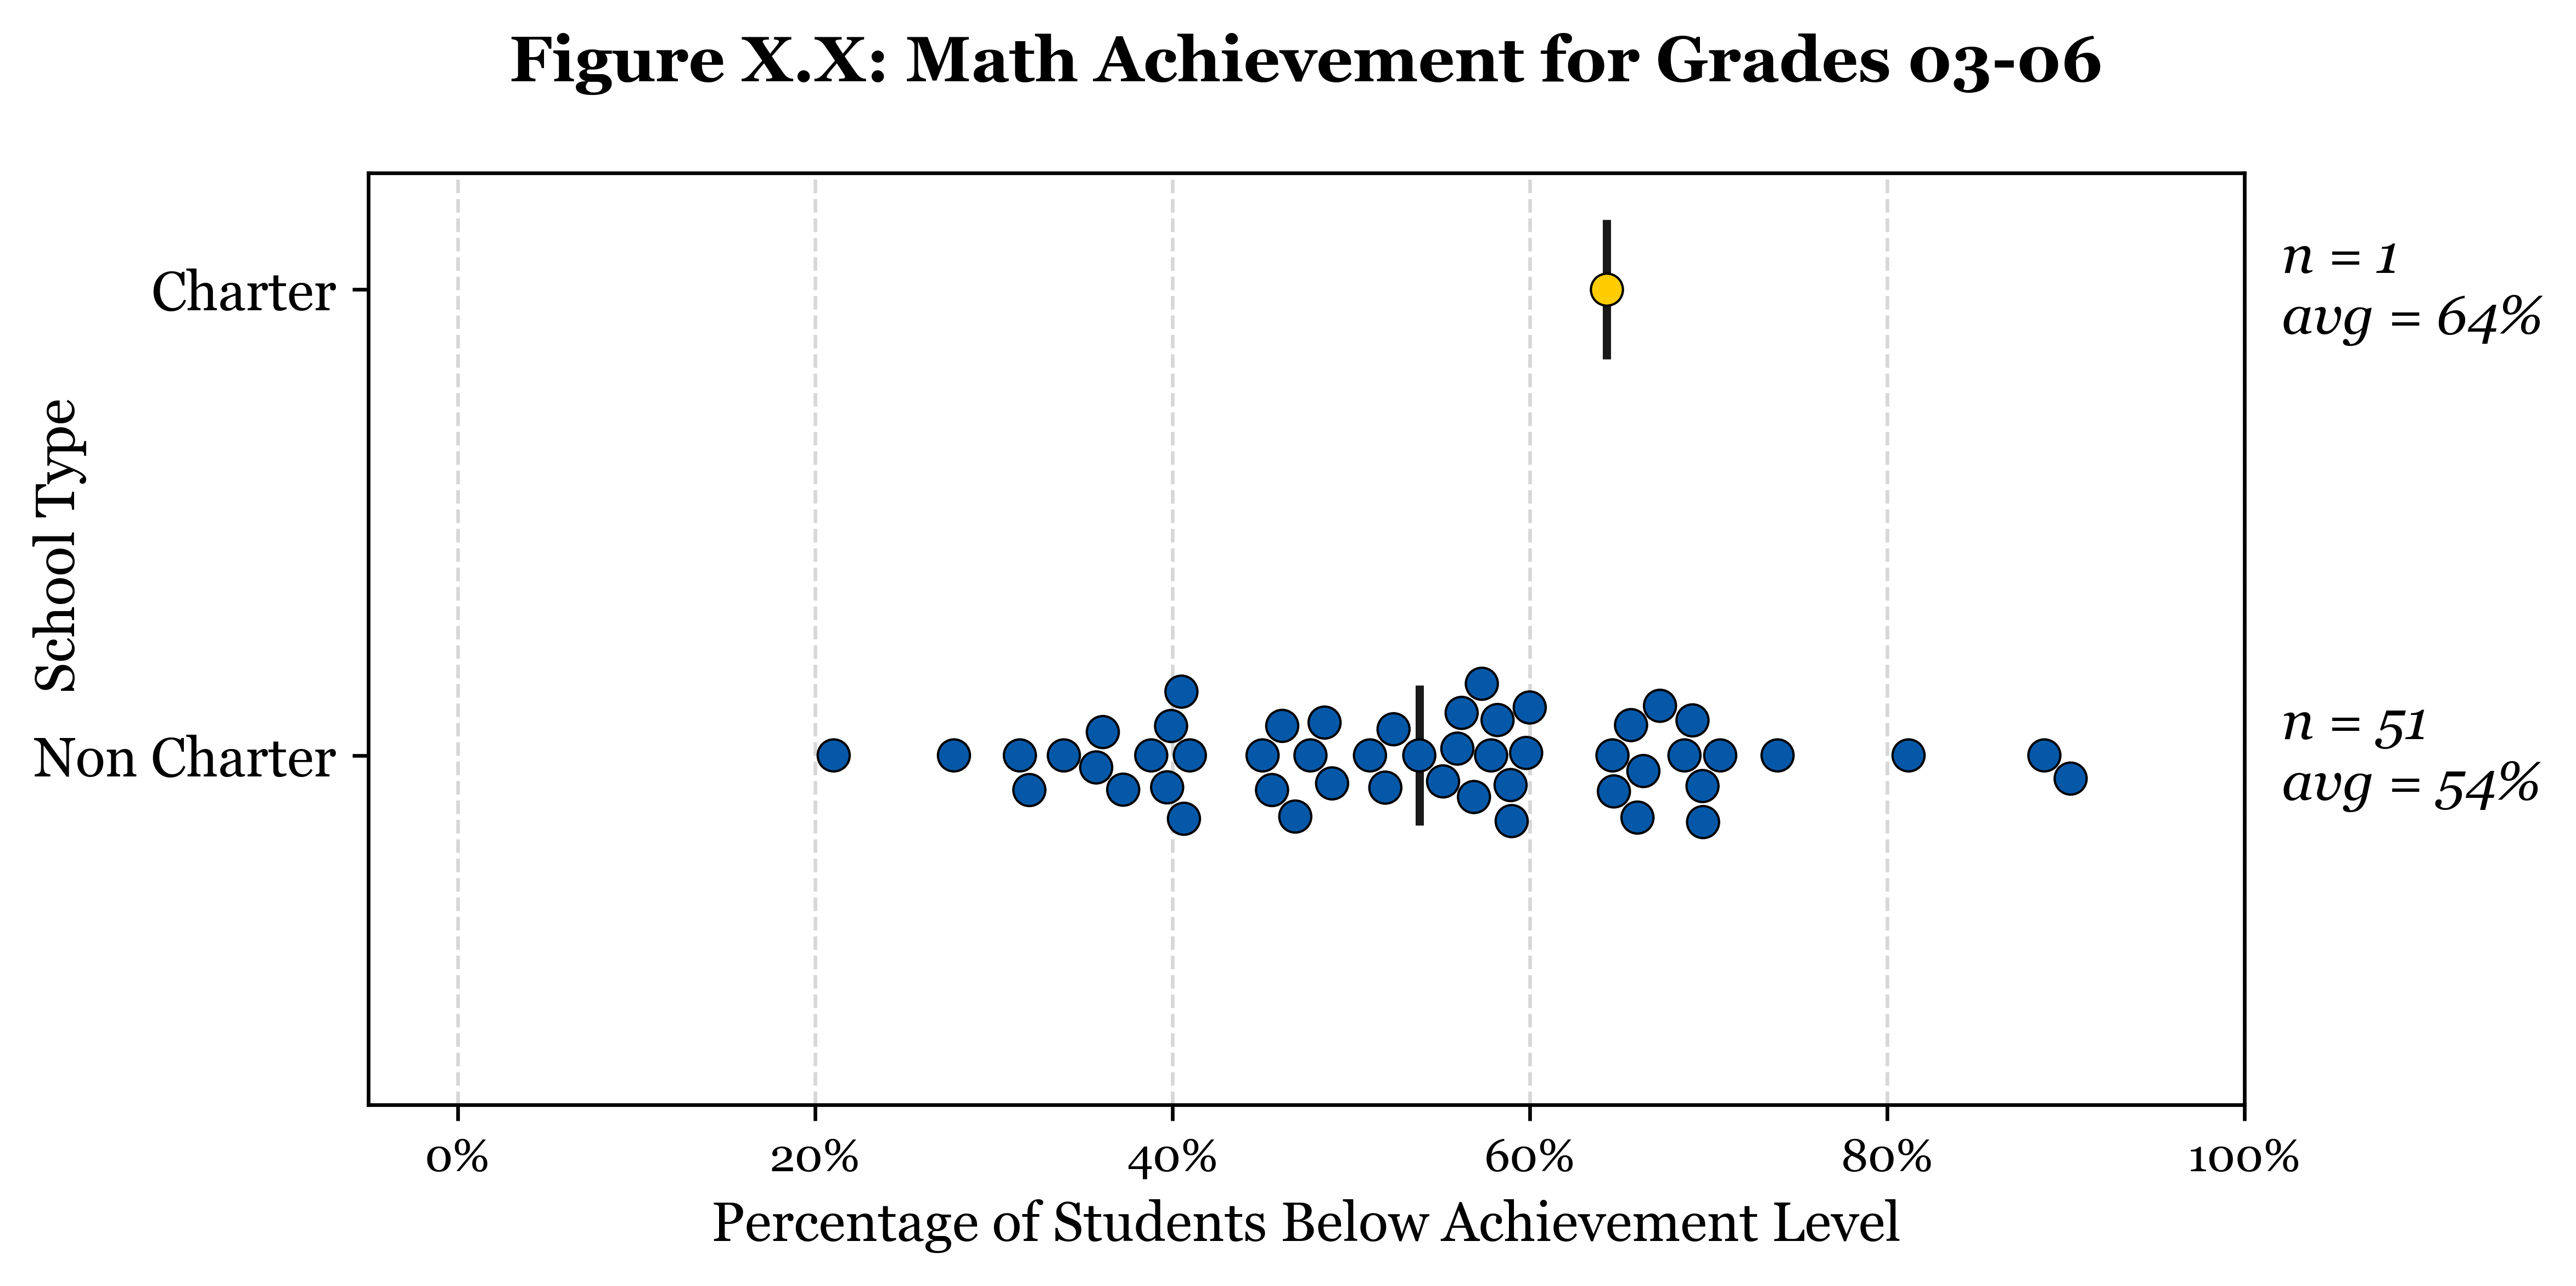 Figure X.X: Math Achievement for Grades 03-06
Charter
n = 1
avg = 64%
School Type
Non Charter
n = 51
avg = 54%
0% 20% 40% 60% 80% 100%
Percentage of Students Below Achievement Level